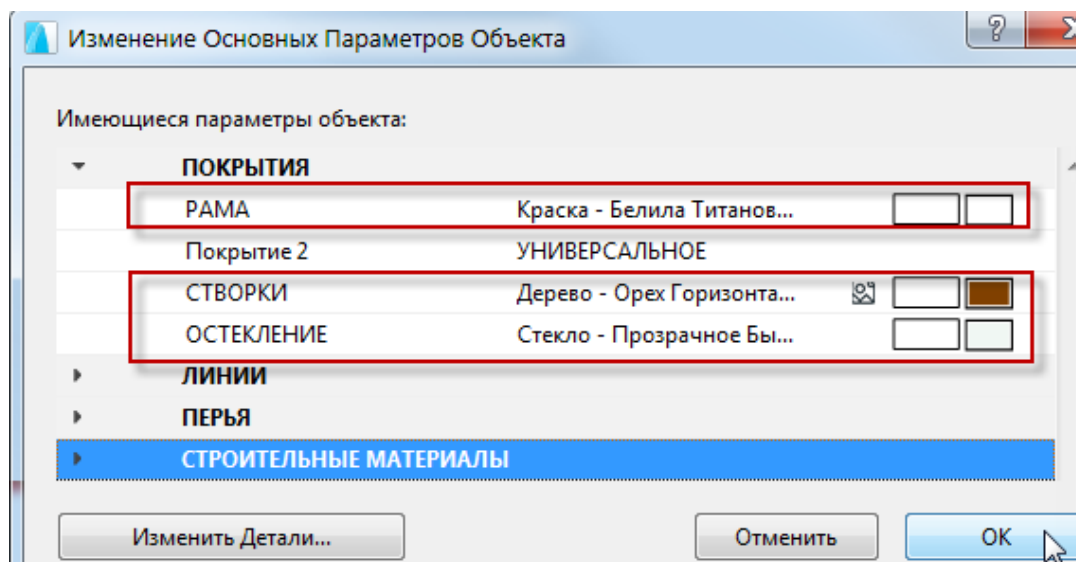 Изменение Основных Параметров Объекта
Имеющиеся параметры объекта:
ПОКРЫТИЯ
РАМА Краска - Белила Титанов...
Покрытие 2 УНИВЕРСАЛЬНОЕ
СТВОРКИ Дерево - Орех Горизонта...
ОСТЕКЛЕНИЕ Стекло - Прозрачное Бы...
ЛИНИИ
ПЕРЬЯ
СТРОИТЕЛЬНЫЕ МАТЕРИАЛЫ
Изменить Детали... Отменить ОК